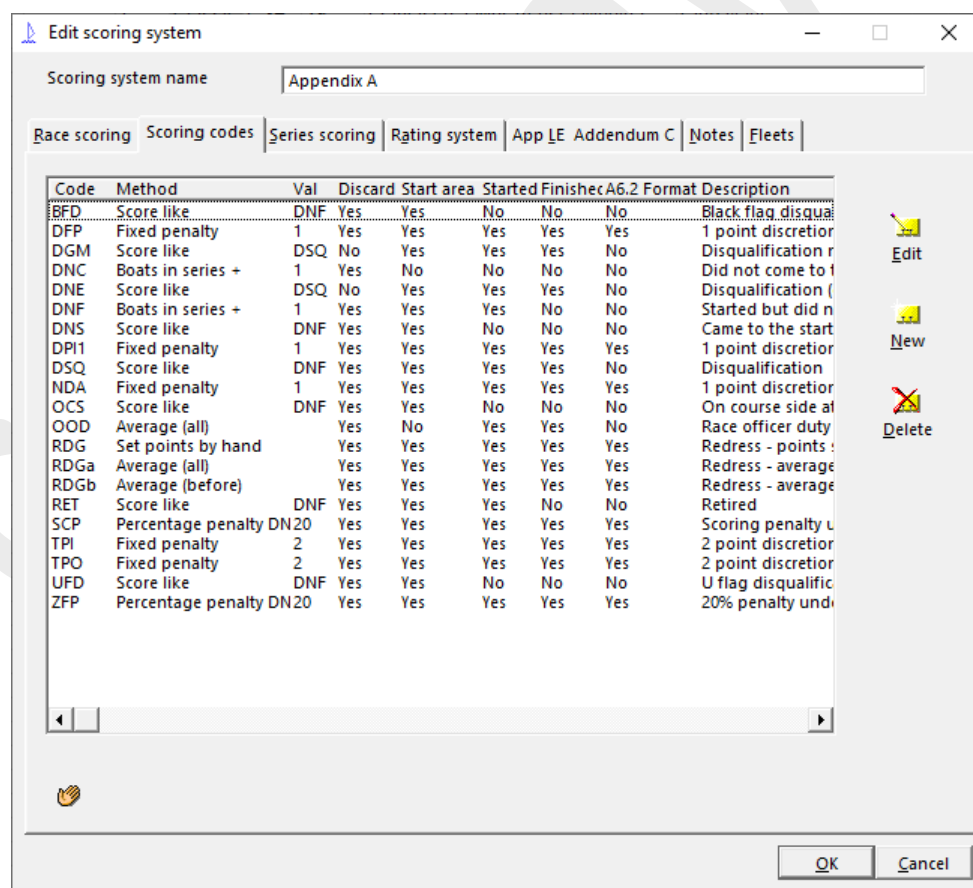 Edit scoring system
Scoring system name Appendix A
Race scoring Scoring codes Series scoring Rating system App LE Addendum C Notes Fleets
Code Method Val Discard Start area Started Finishec A6.2 Format Description
BFD Score like DNF Yes Yes No No No Black flag disqua
DFP Fixed penalty 1 Yes Yes Yes Yes Yes 1 point discretion
DGM Score like DSQ No Yes Yes Yes No Disqualification r
DNC Boats in series + 1 Yes No No No No Did not come to t
DNE Score like DSQ No Yes Yes Yes No Disqualification (
DNF Boats in series + 1 Yes Yes Yes No No Started but did n
DNS Score like DNF Yes Yes No No No Came to the start
DPI1 Fixed penalty 1 Yes Yes Yes Yes Yes 1 point discretion
DSQ Score like DNF Yes Yes Yes Yes No Disqualification
NDA Fixed penalty 1 Yes Yes Yes Yes Yes 1 point discretion
OCS Score like DNF Yes Yes No No No On course side at
OOD Average (all) Yes No No No No Race officer duty
RDG Set points by hand Yes Yes Yes Yes Yes Redress - points s
RDGa Average (all) Yes Yes Yes Yes Yes Redress - average
RDGb Average (before) Yes Yes Yes Yes Yes Redress - average
RET Score like DNF Yes Yes Yes No No Retired
SCP Percentage penalty DN 20 Yes Yes Yes Yes Yes Scoring penalty u
TPI Fixed penalty 2 Yes Yes Yes Yes Yes 2 point discretion
TPO Fixed penalty 2 Yes Yes Yes Yes Yes 2 point discretion
UFD Score like DNF Yes Yes No No No U flag disqualific
ZFP Percentage penalty DN 20 Yes Yes Yes Yes Yes 20% penalty unde
Edit
New
Delete
OK Cancel